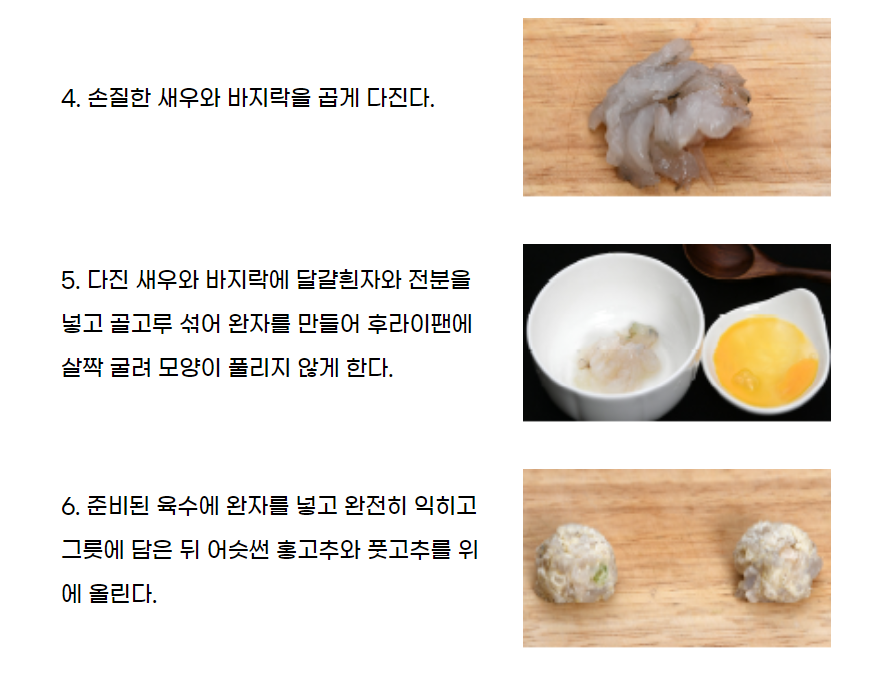 4. 손질한 새우와 바지락을 곱게 다진다.
5. 다진 새우와 바지락에 달걀흰자와 전분을
넣고 골고루 섞어 완자를 만들어 후라이팬에
살짝 굴려 모양이 풀리지 않게 한다.
6. 준비된 육수에 완자를 넣고 완전히 익히고
그릇에 담은 뒤 어슷썬 홍고추와 풋고추를 위
에 올린다.